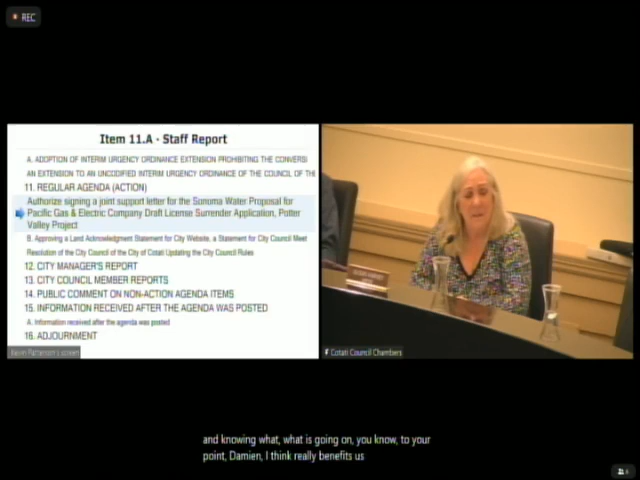 REC
Item 11.A - Staff Report
A. ADOPTION OF INTERIM URGENCY ORDINANCE EXTENSION PROHIBITING THE CONVERSI
AN EXTENSION TO AN UNCODIFIED INTERIM URGENCY ORDINANCE OF THE COUNCIL OF THE
11. REGULAR AGENDA (ACTION)
Authorize signing a joint support letter for the Sonoma Water Proposal for
Pacific Gas & Electric Company Draft License Surrender Application, Potter
Valley Project
B. Approving a Land Acknowledgment Statement for City Website, a Statement for City Council Meet
Resolution of the City Council of the City of Cotati Updating the City Council Rules
12. CITY MANAGER'S REPORT
13. CITY COUNCIL MEMBER REPORTS
14. PUBLIC COMMENT ON NON-ACTION AGENDA ITEMS
15. INFORMATION RECEIVED AFTER THE AGENDA WAS POSTED
A. Information received after the agenda was posted
16. ADJOURNMENT
Kevin Patterson's screen
Cotati Council Chambers
and knowing what, what is going on, you know, to your
point, Damien, I think really benefits us